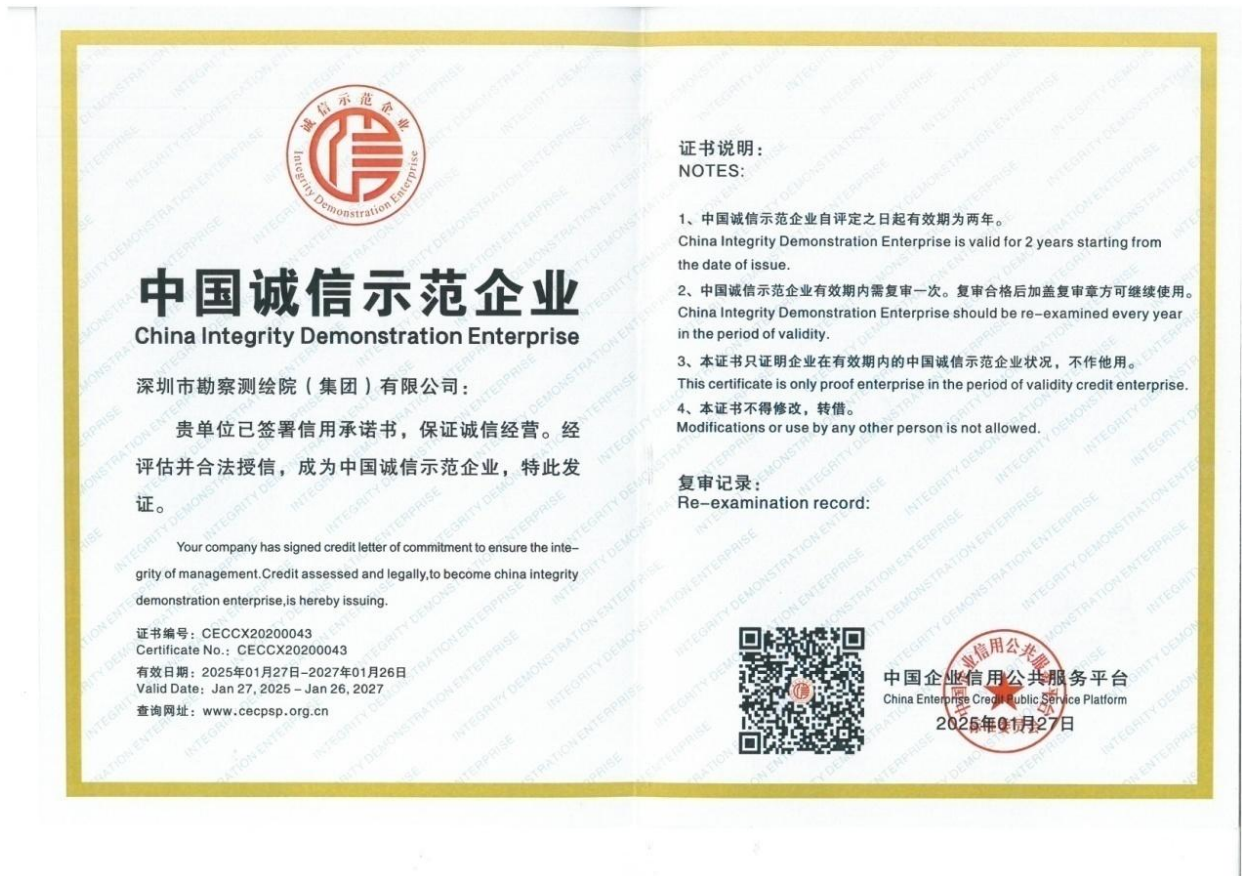 诚信示范企业
Integrity Demonstration Enterprise
中国诚信示范企业
China Integrity Demonstration Enterprise
深圳市勘察测绘院（集团）有限公司：
贵单位已签署信用承诺书，保证诚信经营。经
评估并合法授信，成为中国诚信示范企业，特此发
证。
Your company has signed credit letter of commitment to ensure the inte-
grity of management.Credit assessed and legally,to become china integrity
demonstration enterprise,is hereby issuing.
证书编号：CECCX20200043
Certificate No.：CECCX20200043
有效日期：2025年01月27日-2027年01月26日
Valid Date：Jan 27, 2025 – Jan 26, 2027
查询网址：www.cecpsp.org.cn
证书说明：
NOTES:
1、中国诚信示范企业自评定之日起有效期为两年。
China Integrity Demonstration Enterprise is valid for 2 years starting from
the date of issue.
2、中国诚信示范企业有效期内需复审一次。复审合格后加盖复审章方可继续使用。
China Integrity Demonstration Enterprise should be re-examined every year
in the period of validity.
3、本证书只证明企业在有效期内的中国诚信示范企业状况，不作他用。
This certificate is only proof enterprise in the period of validity credit enterprise.
4、本证书不得修改，转借。
Modifications or use by any other person is not allowed.
复审记录：
Re-examination record:
中国企业信用公共服务平台
China Enterprise Credit Public Service Platform
2025年01月27日
中国企业信用公共服务平台